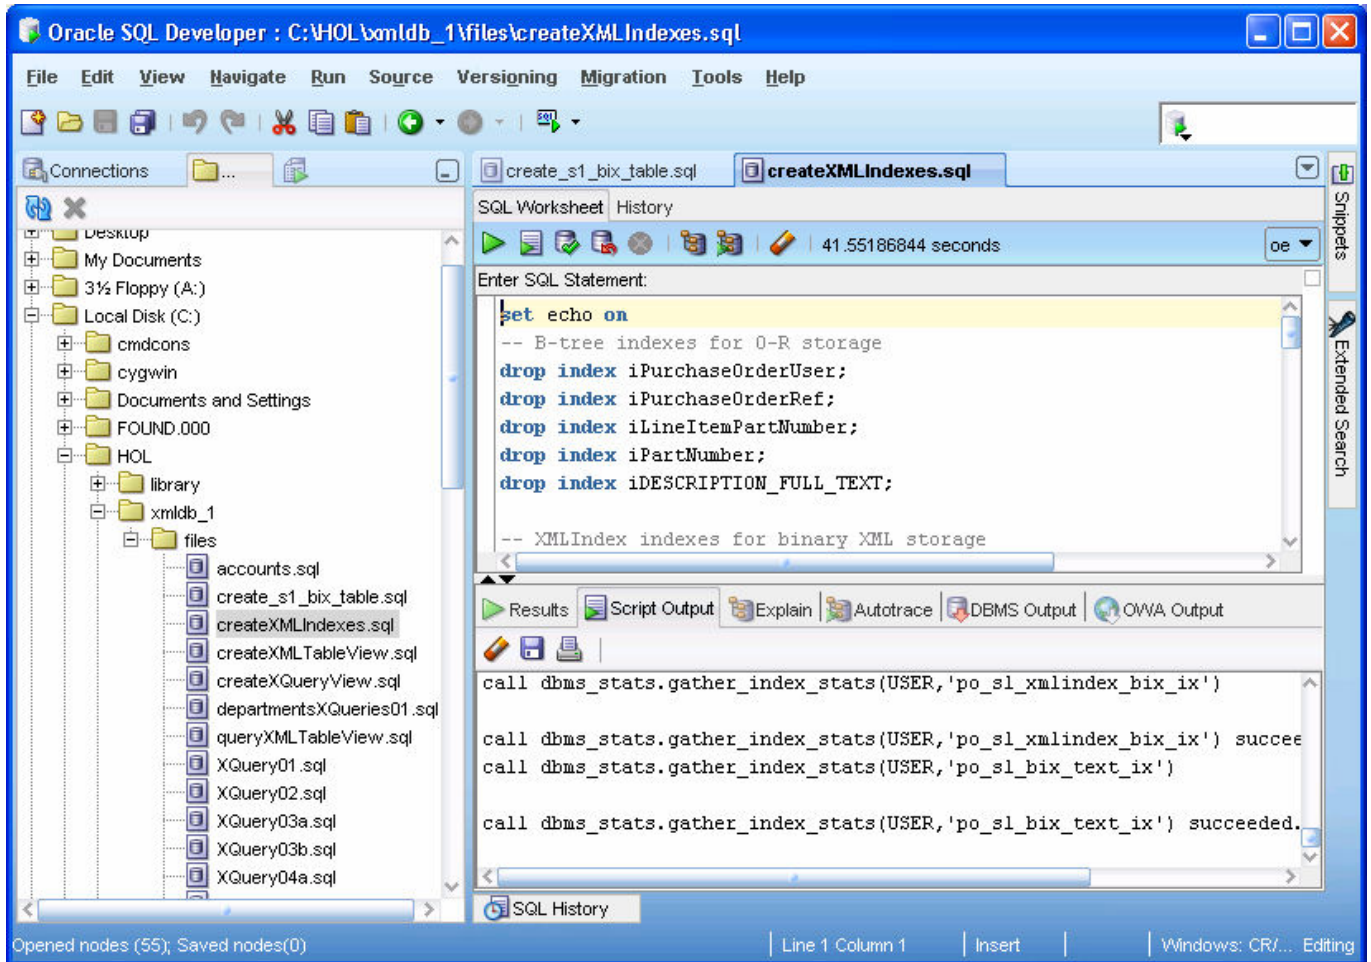 Oracle SQL Developer : C:\HOL\xmldb_1\files\createXMLIndexes.sql
File Edit View Navigate Run Source Versioning Migration Tools Help
Connections ...
Desktop
My Documents
3½ Floppy (A:)
Local Disk (C:)
cmdcons
cygwin
Documents and Settings
FOUND.000
HOL
library
xmldb_1
files
accounts.sql
create_s1_bix_table.sql
createXMLIndexes.sql
createXMLTableView.sql
createXQueryView.sql
departmentsXQueries01.sql
queryXMLTableView.sql
XQuery01.sql
XQuery02.sql
XQuery03a.sql
XQuery03b.sql
XQuery04a.sql
create_s1_bix_table.sql createXMLIndexes.sql
SQL Worksheet History
41.55186844 seconds oe
Enter SQL Statement:
set echo on
-- B-tree indexes for O-R storage
drop index iPurchaseOrderUser;
drop index iPurchaseOrderRef;
drop index iLineItemPartNumber;
drop index iPartNumber;
drop index iDESCRIPTION_FULL_TEXT;
-- XMLIndex indexes for binary XML storage
Results Script Output Explain Autotrace DBMS Output OWA Output
call dbms_stats.gather_index_stats(USER,'po_sl_xmlindex_bix_ix')
call dbms_stats.gather_index_stats(USER,'po_sl_xmlindex_bix_ix') succee
call dbms_stats.gather_index_stats(USER,'po_sl_bix_text_ix')
call dbms_stats.gather_index_stats(USER,'po_sl_bix_text_ix') succeeded.
SQL History
Snippets
Extended Search
Opened nodes (55); Saved nodes(0) Line 1 Column 1 Insert Windows: CR/... Editing